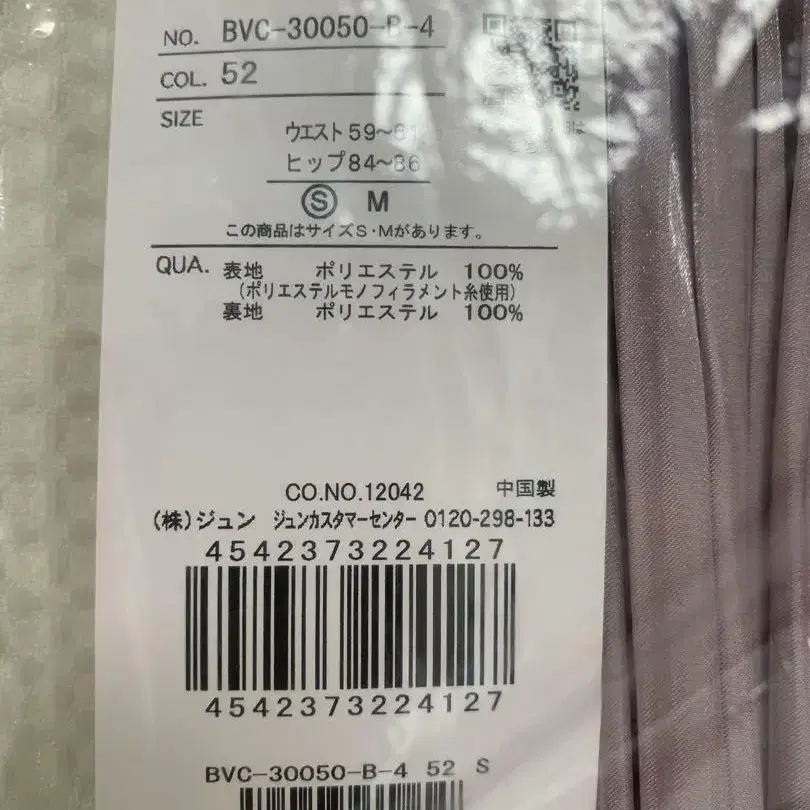 NO. BVC-30050-B-4
COL. 52
SIZE
ウエスト59~61
ヒップ84~86
Ⓢ M
この商品はサイズS・Mがあります。
QUA. 表地 ポリエステル 100%
(ポリエステルモノフィラメント糸使用)
裏地 ポリエステル 100%
CO.NO.12042 中国製
(株)ジュン ジュンカスタマーセンター 0120-298-133
4542373224127
4542373224127
BVC-30050-B-4 52 S